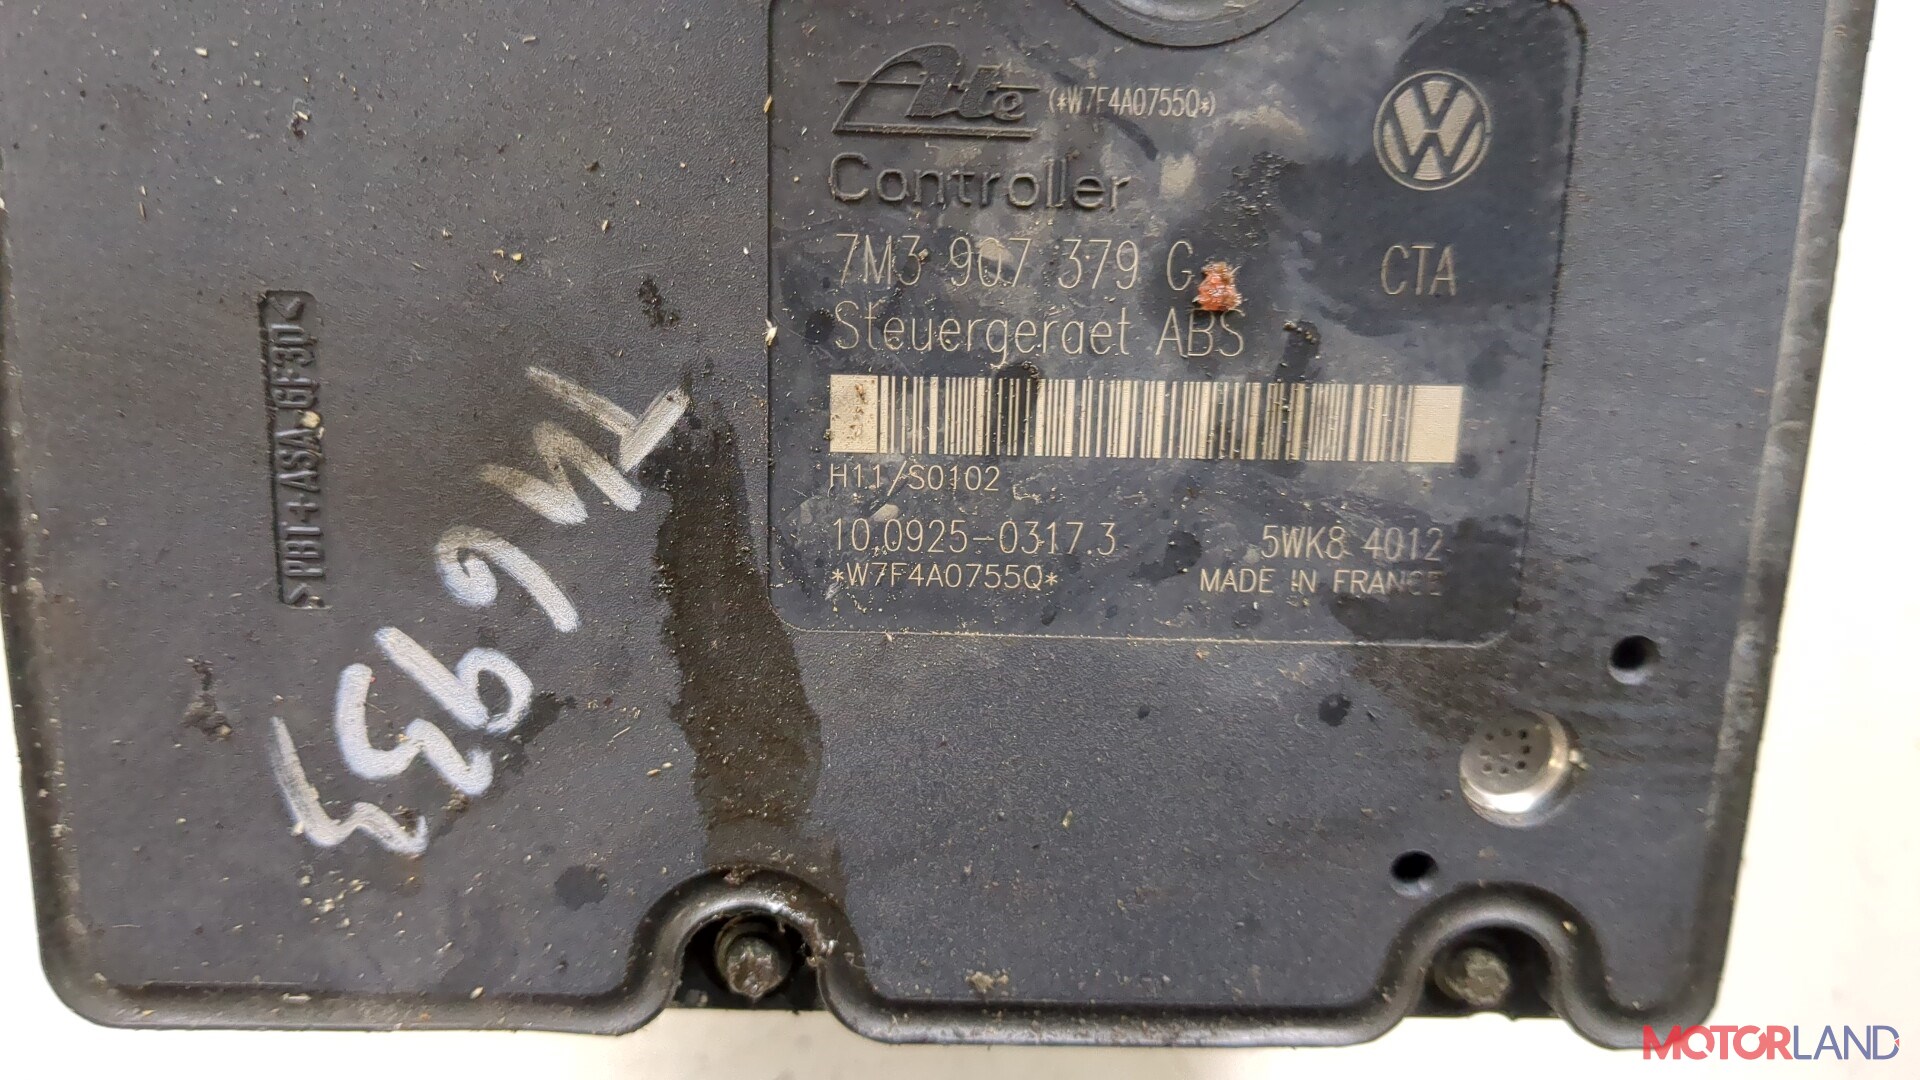 Ate (*W7F4A0755Q*)
Controller
7M3 907 379 G CTA
Steuergeraet ABS
H11/S0102
10.0925-0317.3 5WK8 4012
*W7F4A0755Q* MADE IN FRANCE
>PBT+ASA.GF30<
MOTORLAND